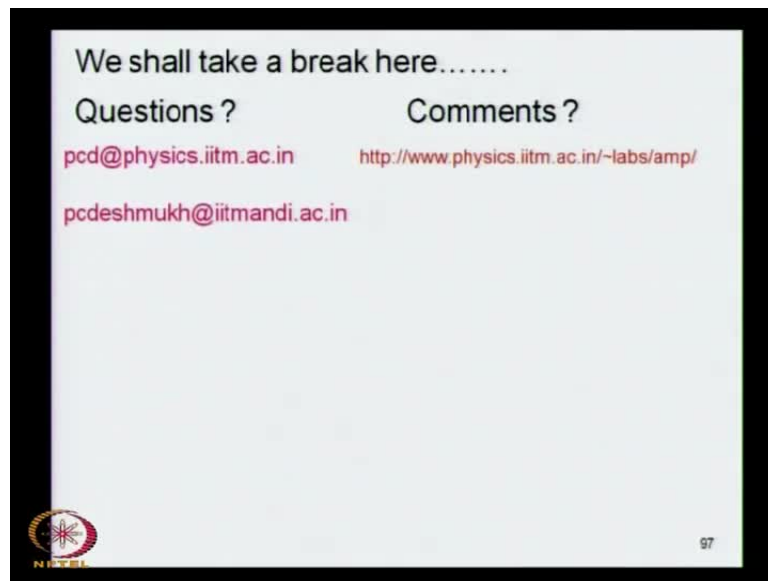 We shall take a break here.......
Questions ? Comments ?
pcd@physics.iitm.ac.in http://www.physics.iitm.ac.in/~labs/amp/
pcdeshmukh@iitmandi.ac.in
97
NPTEL